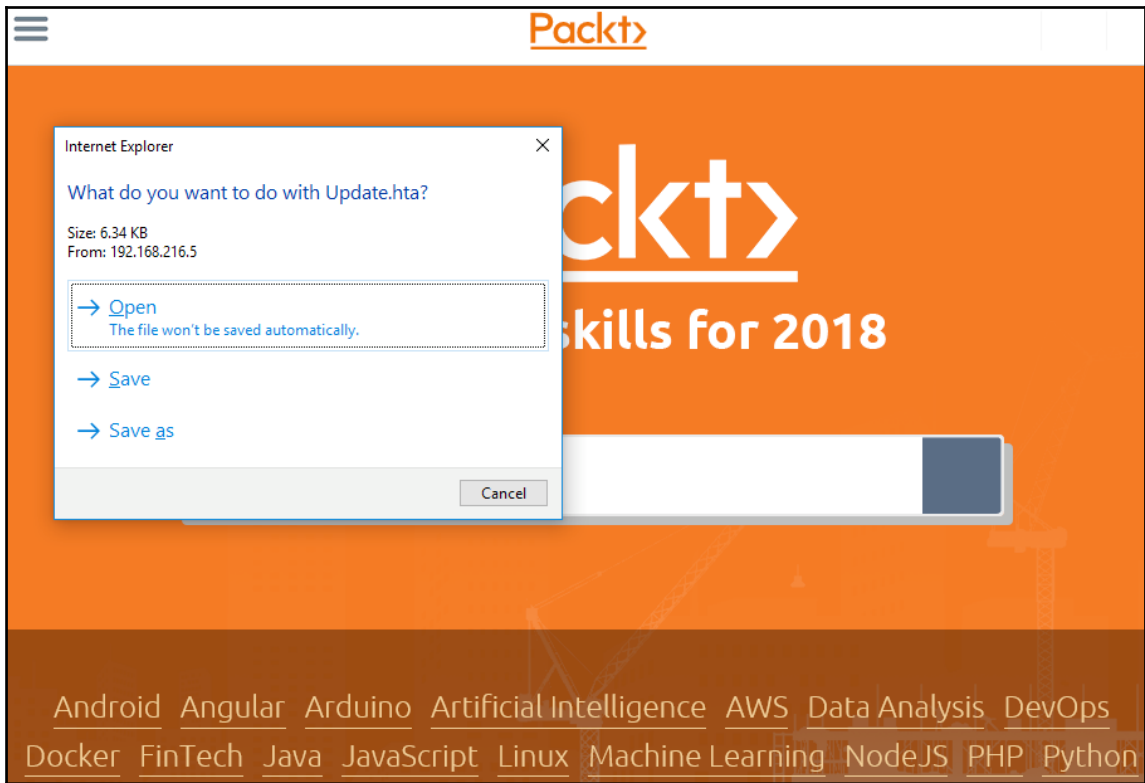 Packt>
Internet Explorer
What do you want to do with Update.hta?
Size: 6.34 KB
From: 192.168.216.5
Open
The file won't be saved automatically.
Save
Save as
Cancel
ckt>
skills for 2018
Android Angular Arduino Artificial Intelligence AWS Data Analysis DevOps
Docker FinTech Java JavaScript Linux Machine Learning NodeJS PHP Python